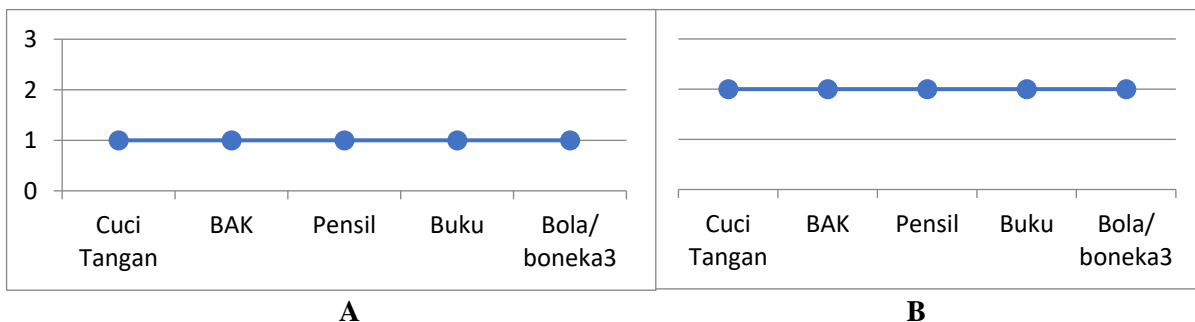 3
2
1
0
Cuci
Tangan
BAK
Pensil
Buku
Bola/
boneka3
A
Cuci
Tangan
BAK
Pensil
Buku
Bola/
boneka3
B